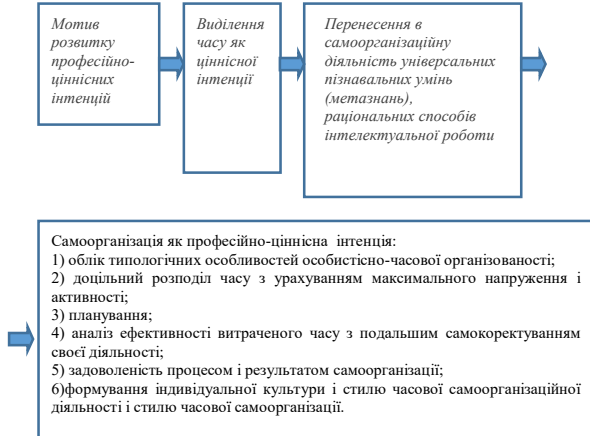 Мотив
розвитку
професійно-
ціннісних
інтенцій
Виділення
часу як
ціннісної
інтенції
Перенесення в
самоорганізаційну
діяльність універсальних
пізнавальних умінь
(метазнань),
раціональних способів
інтелектуальної роботи
Самоорганізація як професійно-ціннісна інтенція:
1) облік типологічних особливостей особистісно-часової організованості;
2) доцільний розподіл часу з урахуванням максимального напруження і
активності;
3) планування;
4) аналіз ефективності витраченого часу з подальшим самокоректуванням
своєї діяльності;
5) задоволеність процесом і результатом самоорганізації;
6)формування індивідуальної культури і стилю часової самоорганізаційної
діяльності і стилю часової самоорганізації.